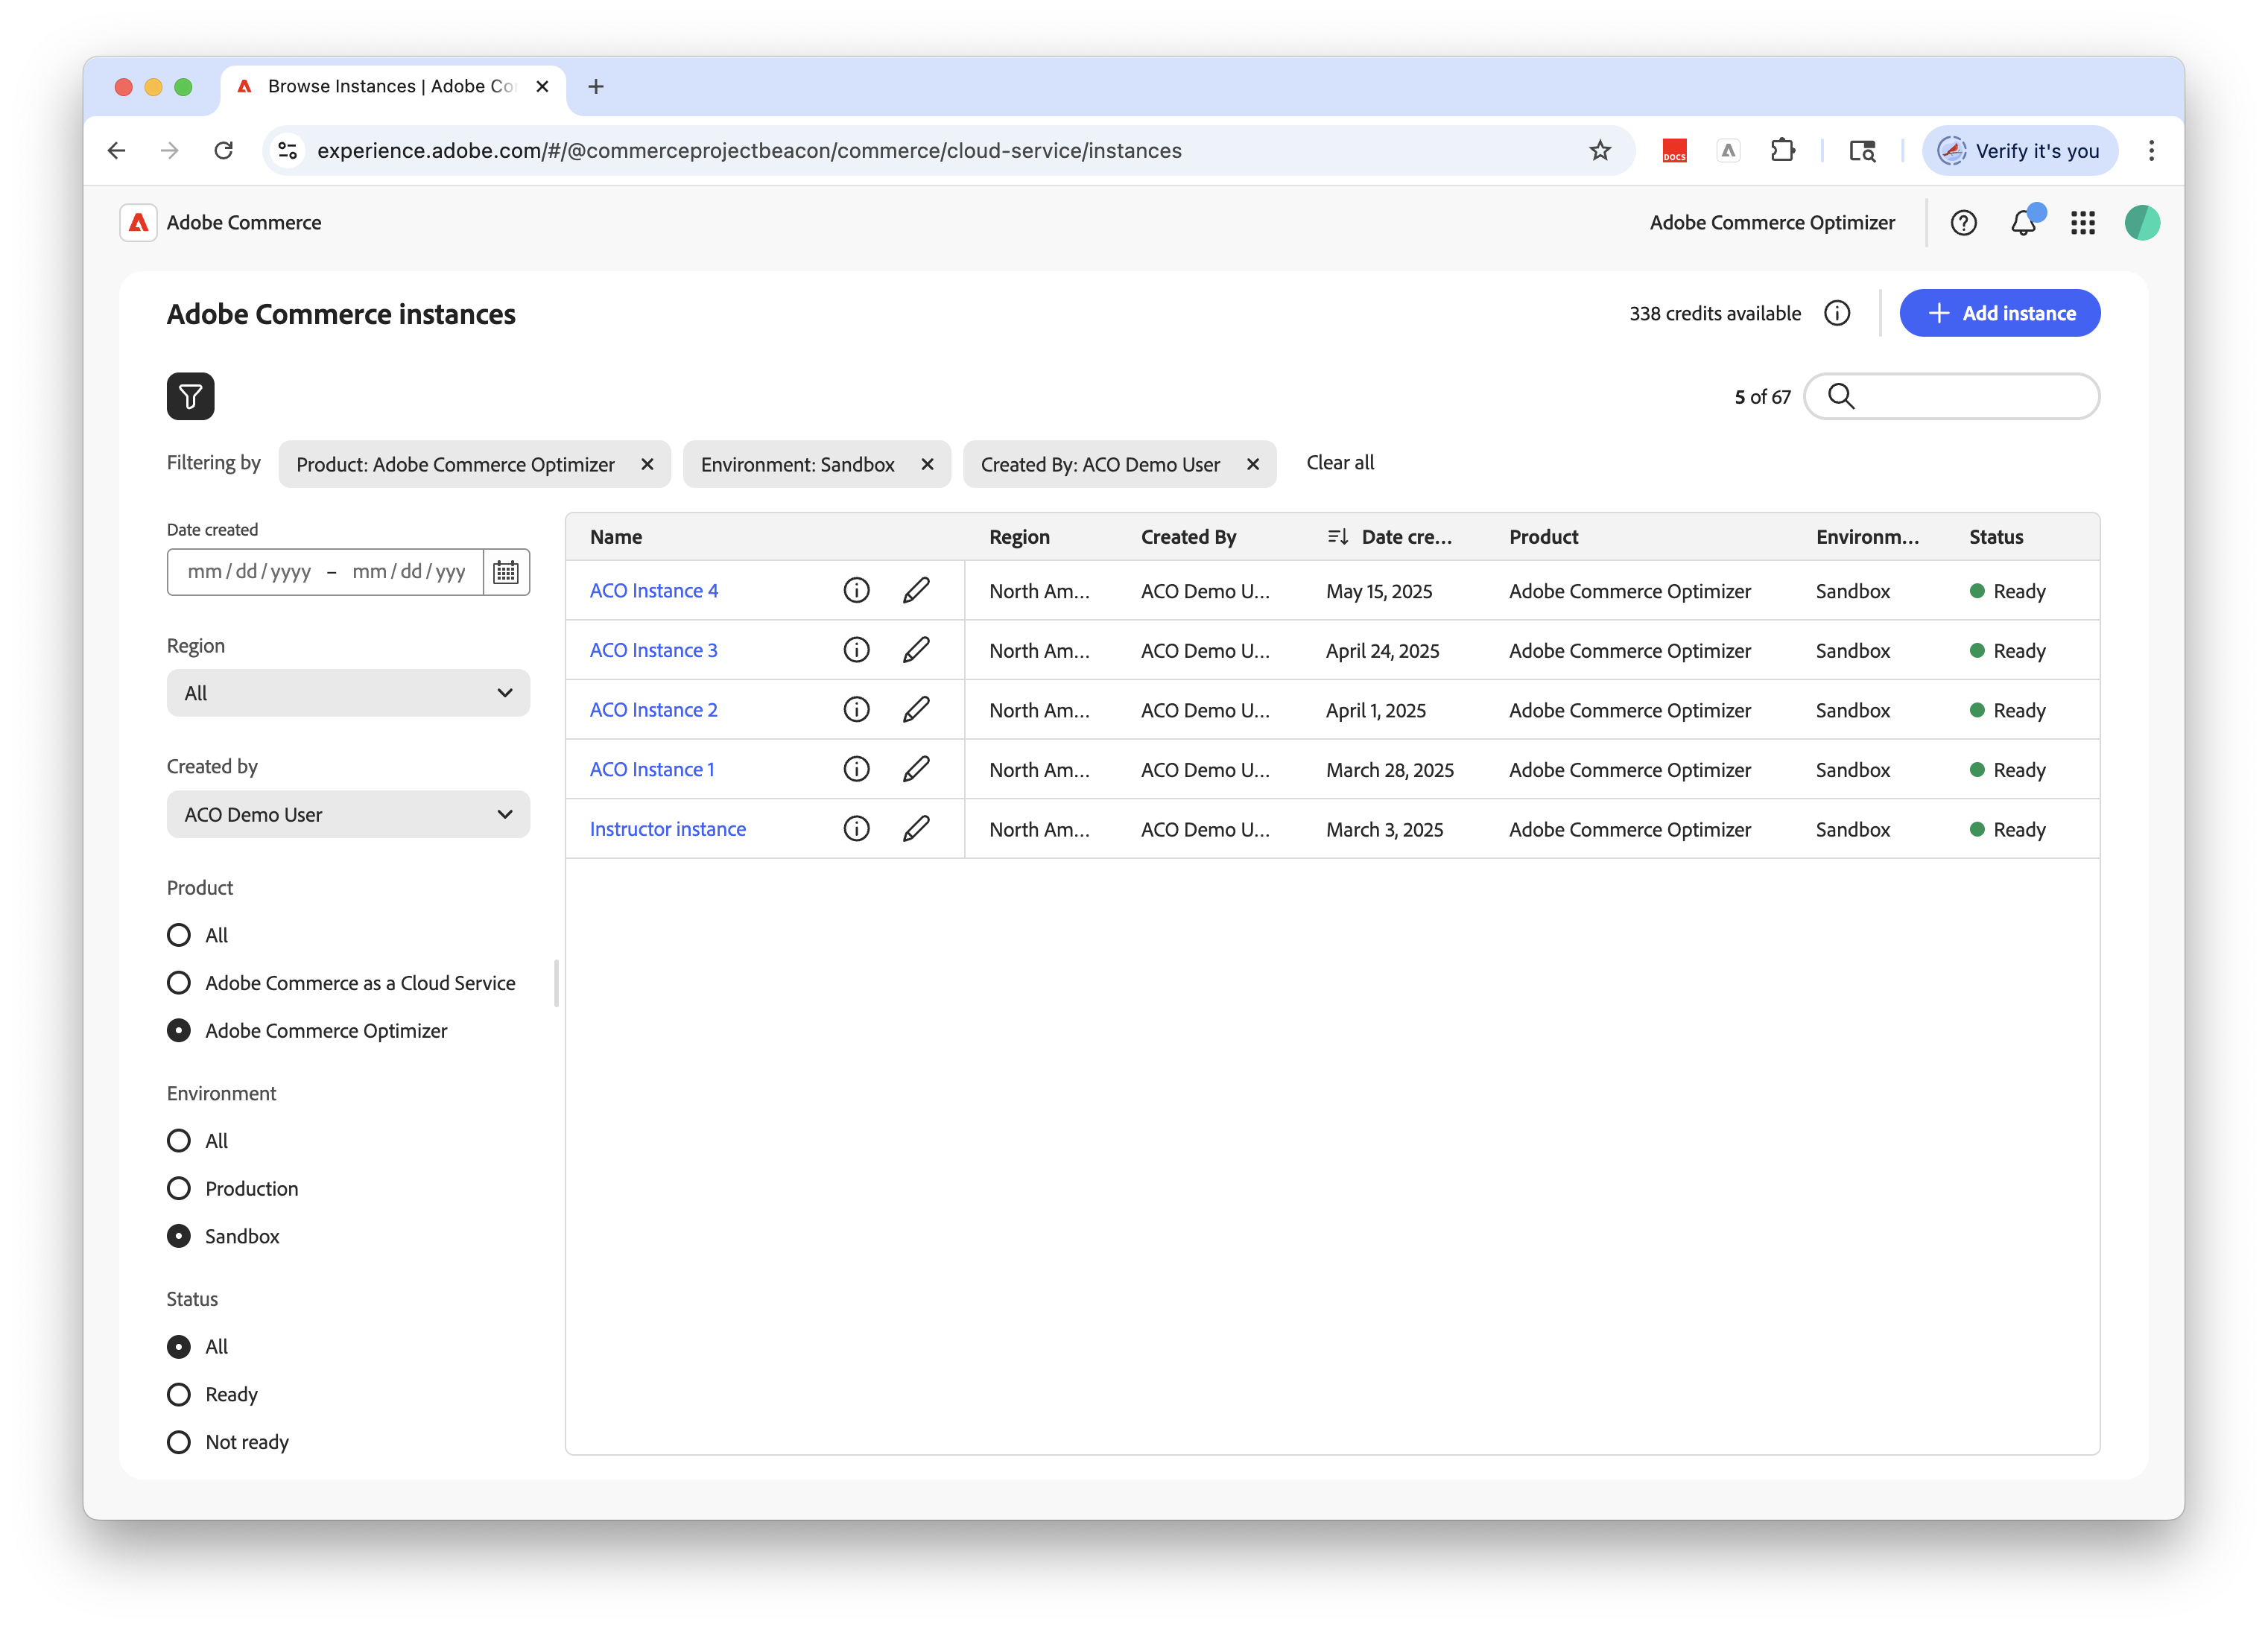 Browse Instances | Adobe Co
experience.adobe.com/#/@commerceprojectbeacon/commerce/cloud-service/instances
DOCS
Verify it's you
Adobe Commerce
Adobe Commerce Optimizer
Adobe Commerce instances
338 credits available
Add instance
5 of 67
Filtering by
Product: Adobe Commerce Optimizer
Environment: Sandbox
Created By: ACO Demo User
Clear all
Date created
mm / dd / yyyy – mm / dd / yyy
Region
All
Created by
ACO Demo User
Product
All
Adobe Commerce as a Cloud Service
Adobe Commerce Optimizer
Environment
All
Production
Sandbox
Status
All
Ready
Not ready
Name Region Created By Date cre... Product Environm... Status
ACO Instance 4 North Am... ACO Demo U... May 15, 2025 Adobe Commerce Optimizer Sandbox Ready
ACO Instance 3 North Am... ACO Demo U... April 24, 2025 Adobe Commerce Optimizer Sandbox Ready
ACO Instance 2 North Am... ACO Demo U... April 1, 2025 Adobe Commerce Optimizer Sandbox Ready
ACO Instance 1 North Am... ACO Demo U... March 28, 2025 Adobe Commerce Optimizer Sandbox Ready
Instructor instance North Am... ACO Demo U... March 3, 2025 Adobe Commerce Optimizer Sandbox Ready